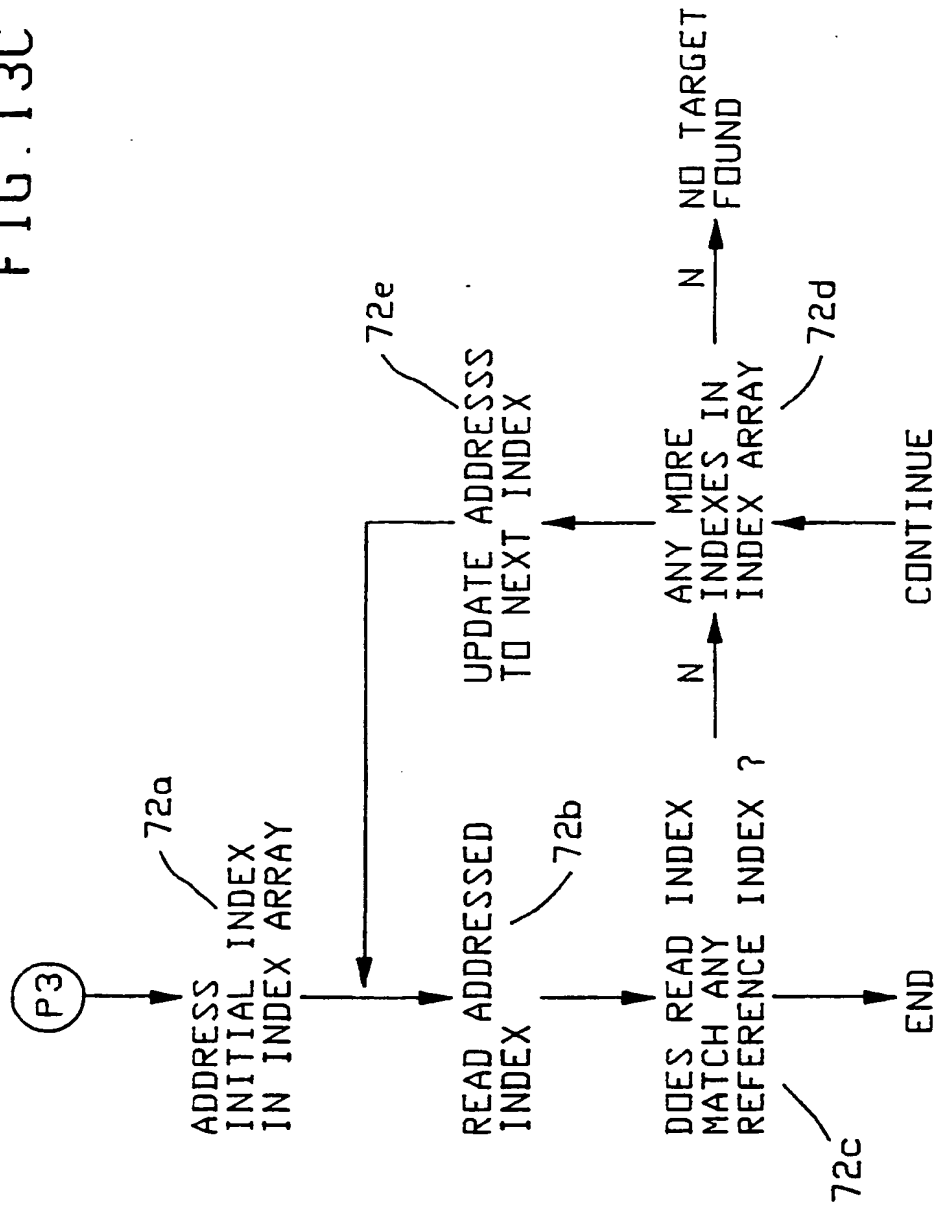 FIG.13C
P3
ADDRESS
INITIAL INDEX
IN INDEX ARRAY
72a
READ ADDRESSED
INDEX
72b
DOES READ INDEX
MATCH ANY
REFERENCE INDEX ?
72c
END
N
UPDATE ADDRESSS
TO NEXT INDEX
72e
ANY MORE
INDEXES IN
INDEX ARRAY
72d
CONTINUE
N
NO TARGET
FOUND